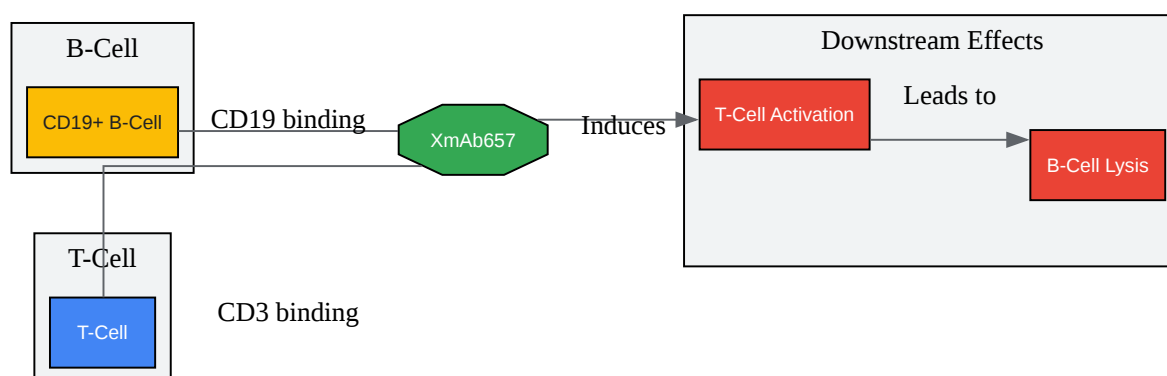 B-Cell
CD19+ B-Cell
CD19 binding
XmAb657
Induces
Downstream Effects
T-Cell Activation
Leads to
B-Cell Lysis
T-Cell
T-Cell
CD3 binding